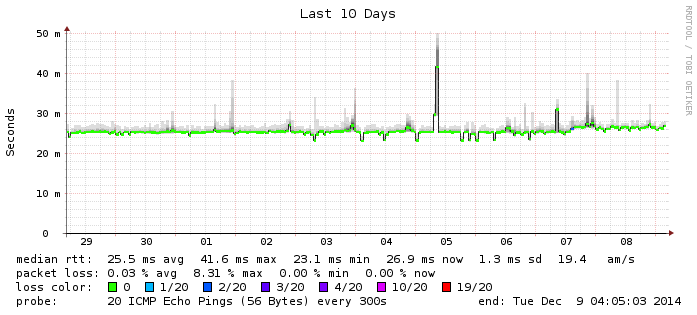 Last 10 Days
RRDTOOL / TOBI OETIKER
Seconds
50 m
40 m
30 m
20 m
10 m
0
29 30 01 02 03 04 05 06 07 08
median rtt: 25.5 ms avg 41.6 ms max 23.1 ms min 26.9 ms now 1.3 ms sd 19.4 am/s
packet loss: 0.03 % avg 8.31 % max 0.00 % min 0.00 % now
loss color: 0 1/20 2/20 3/20 4/20 10/20 19/20
probe: 20 ICMP Echo Pings (56 Bytes) every 300s end: Tue Dec 9 04:05:03 2014